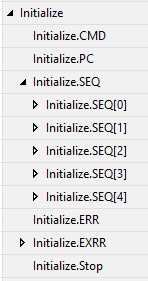 Initialize
Initialize.CMD
Initialize.PC
Initialize.SEQ
Initialize.SEQ[0]
Initialize.SEQ[1]
Initialize.SEQ[2]
Initialize.SEQ[3]
Initialize.SEQ[4]
Initialize.ERR
Initialize.EXRR
Initialize.Stop